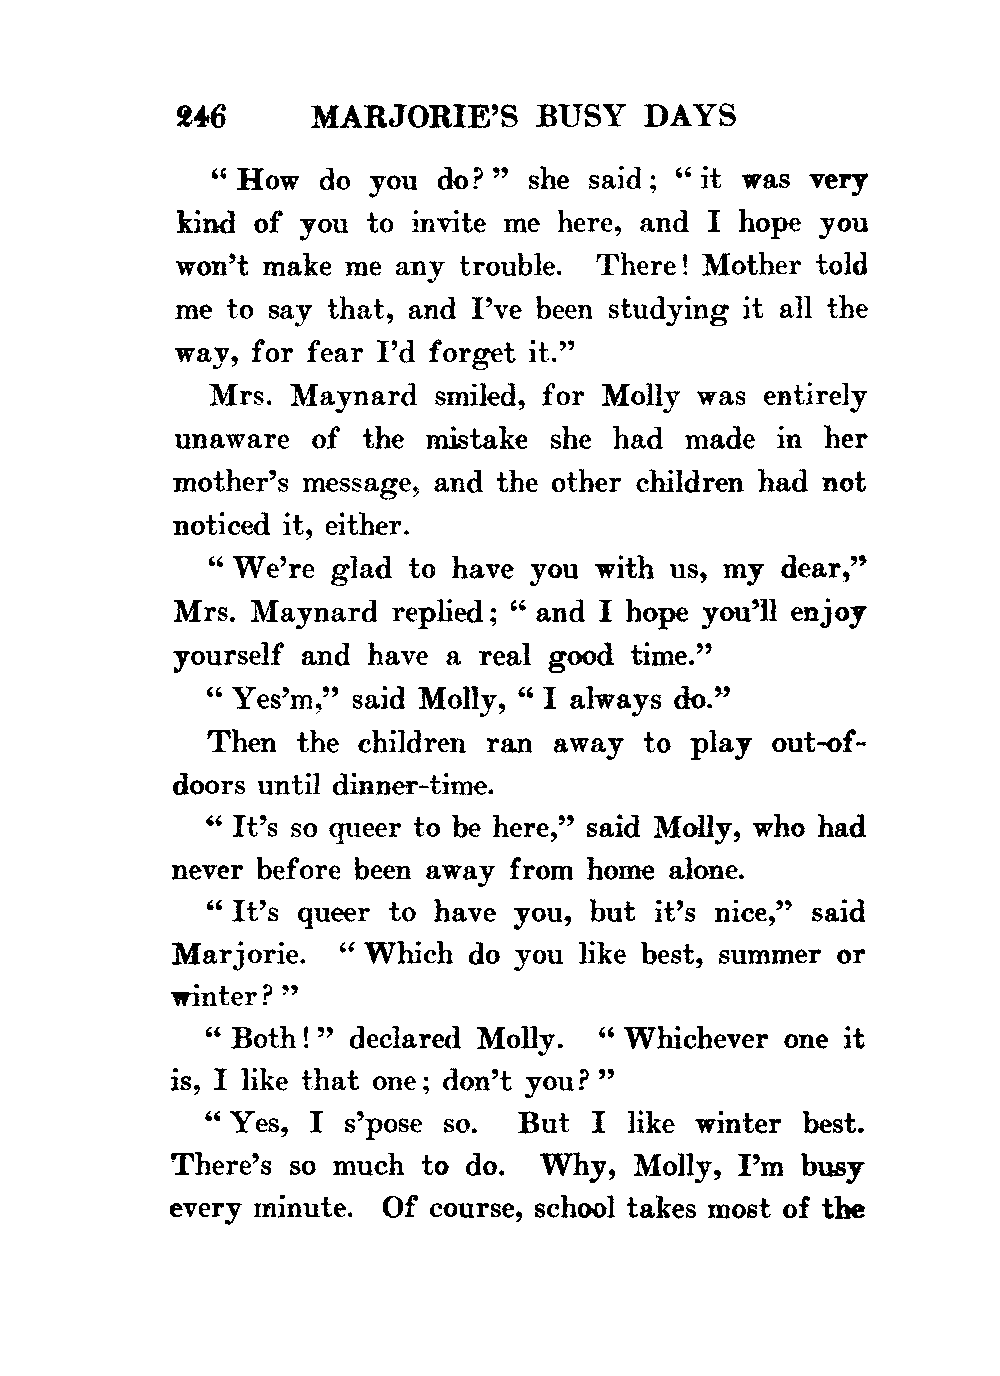 246 MARJORIE'S BUSY DAYS
“ How do you do? ” she said; “ it was very
kind of you to invite me here, and I hope you
won’t make me any trouble. There! Mother told
me to say that, and I’ve been studying it all the
way, for fear I’d forget it.”
Mrs. Maynard smiled, for Molly was entirely
unaware of the mistake she had made in her
mother’s message, and the other children had not
noticed it, either.
“ We’re glad to have you with us, my dear,”
Mrs. Maynard replied; “ and I hope you’ll enjoy
yourself and have a real good time.”
“ Yes’m,” said Molly, “ I always do.”
Then the children ran away to play out-of-
doors until dinner-time.
“ It’s so queer to be here,” said Molly, who had
never before been away from home alone.
“ It’s queer to have you, but it’s nice,” said
Marjorie. “ Which do you like best, summer or
winter? ”
“ Both! ” declared Molly. “ Whichever one it
is, I like that one; don’t you? ”
“ Yes, I s’pose so. But I like winter best.
There’s so much to do. Why, Molly, I’m busy
every minute. Of course, school takes most of the